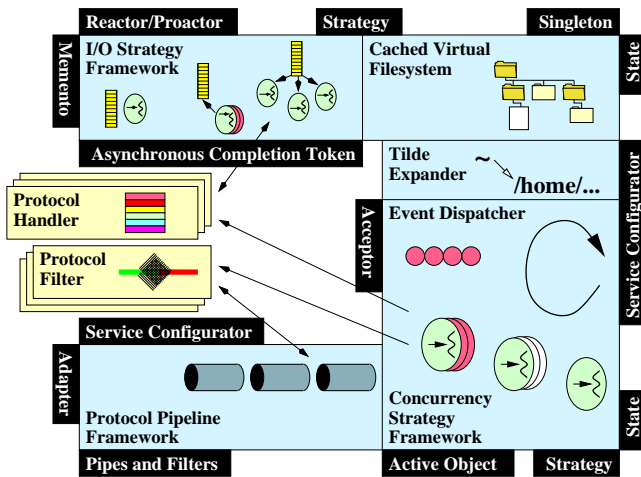 Reactor/Proactor
Strategy
Singleton
Memento
I/O Strategy
Framework
Cached Virtual
Filesystem
State
Asynchronous Completion Token
Tilde
Expander
~
/home/...
Service Configurator
Protocol
Handler
Acceptor
Event Dispatcher
Protocol
Filter
Service Configurator
Adapter
Protocol Pipeline
Framework
Concurrency
Strategy
Framework
State
Pipes and Filters
Active Object
Strategy